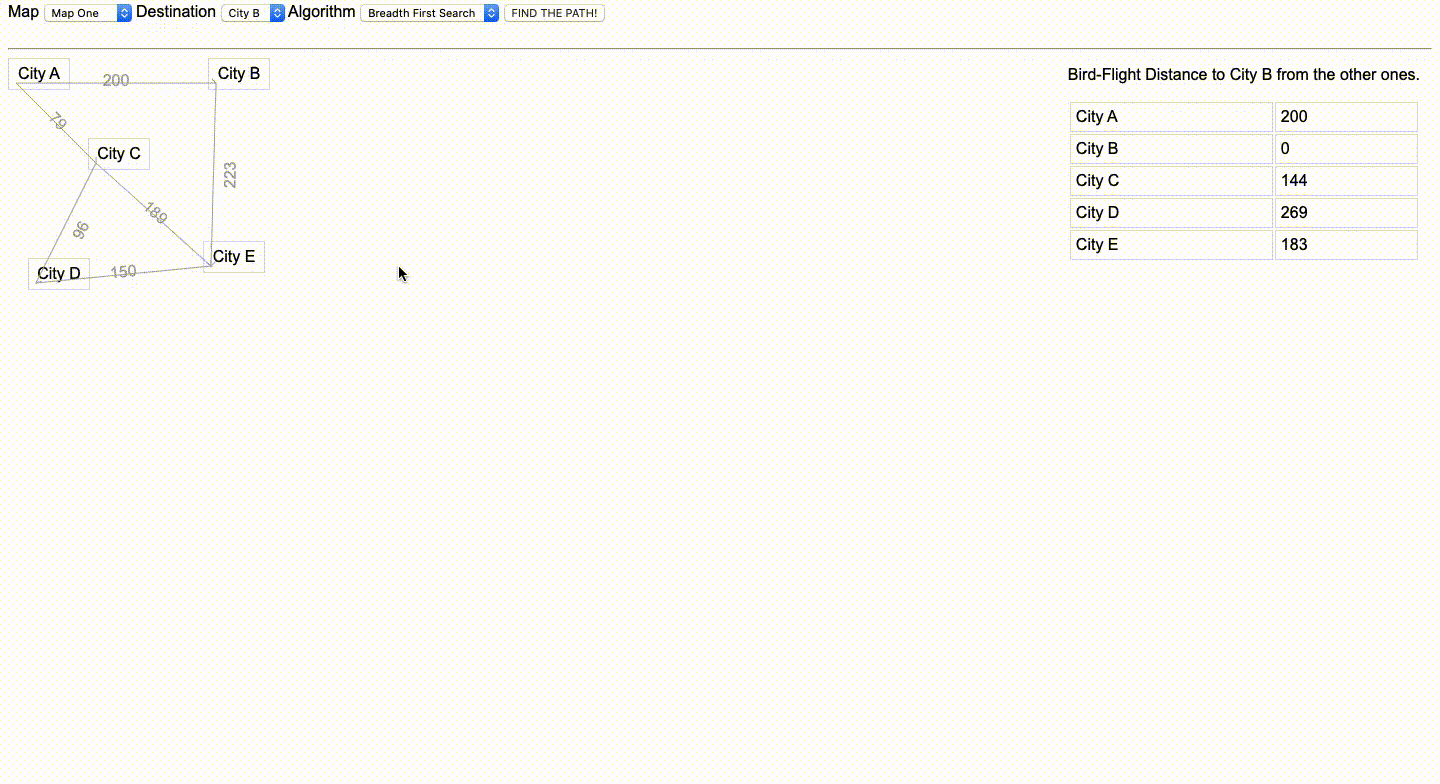 Map Map One Destination City B Algorithm Breadth First Search FIND THE PATH!
City A 200 City B
79
City C
223
189
96
City E
City D 150
Bird-Flight Distance to City B from the other ones.
City A 200
City B 0
City C 144
City D 269
City E 183